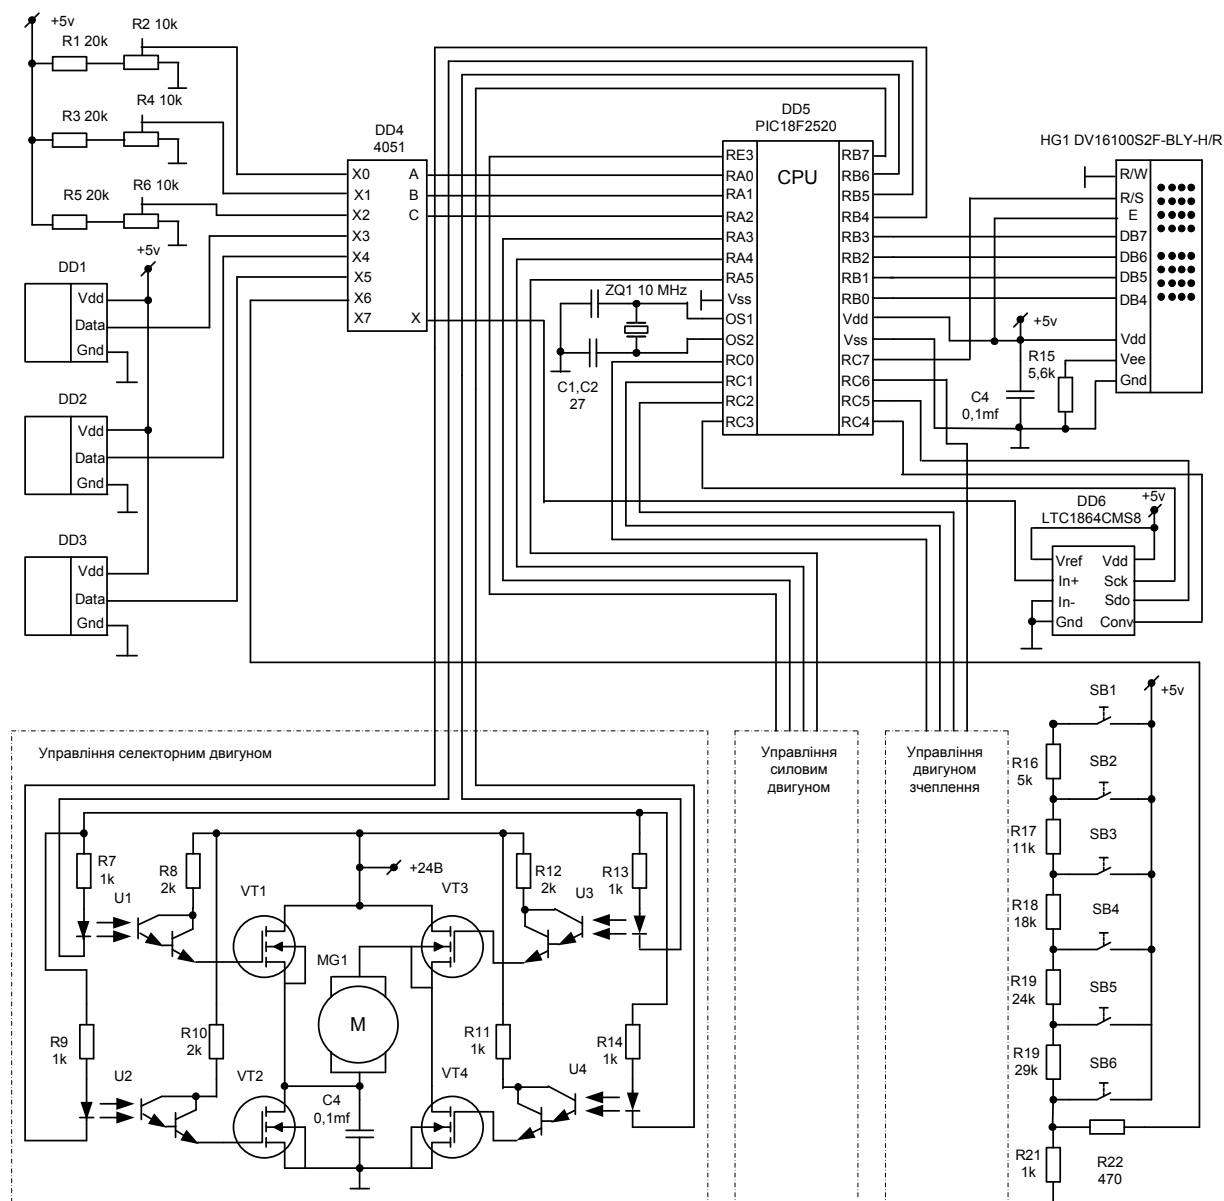 +5v
R1 20k
R2 10k
R3 20k
R4 10k
R5 20k
R6 10k
+5v
DD1
Vdd
Data
Gnd
DD2
Vdd
Data
Gnd
DD3
Vdd
Data
Gnd
DD4
4051
X0
X1
X2
X3
X4
X5
X6
X7
A
B
C
X
ZQ1 10 MHz
C1,C2
27
DD5
PIC18F2520
CPU
RE3
RA0
RA1
RA2
RA3
RA4
RA5
Vss
OS1
OS2
RC0
RC1
RC2
RC3
RB7
RB6
RB5
RB4
RB3
RB2
RB1
RB0
Vdd
Vss
RC7
RC6
RC5
RC4
HG1 DV16100S2F-BLY-H/R
R/W
R/S
E
DB7
DB6
DB5
DB4
Vdd
Vee
Gnd
+5v
R15
5,6k
C4
0,1mf
DD6
LTC1864CMS8
+5v
Vref
In+
In-
Gnd
Vdd
Sck
Sdo
Conv
Управління селекторним двигуном
Управління
силовим
двигуном
Управління
двигуном
зчеплення
R7
1k
R8
2k
U1
VT1
+24В
VT3
R12
2k
U3
R13
1k
MG1
М
R9
1k
U2
R10
2k
VT2
C4
0,1mf
VT4
R11
1k
U4
R14
1k
+5v
SB1
R16
5k
SB2
R17
11k
SB3
R18
18k
SB4
R19
24k
SB5
R19
29k
SB6
R21
1k
R22
470